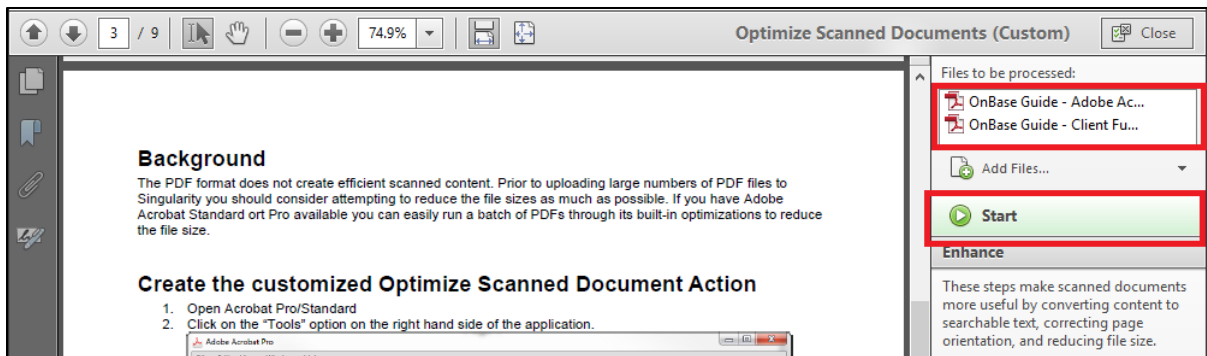 3 / 9 74.9% Optimize Scanned Documents (Custom) Close
Files to be processed:
OnBase Guide - Adobe Ac...
OnBase Guide - Client Fu...
Add Files...
Start
Enhance
These steps make scanned documents
more useful by converting content to
searchable text, correcting page
orientation, and reducing file size.
Background
The PDF format does not create efficient scanned content. Prior to uploading large numbers of PDF files to
Singularity you should consider attempting to reduce the file sizes as much as possible. If you have Adobe
Acrobat Standard ort Pro available you can easily run a batch of PDFs through its built-in optimizations to reduce
the file size.
Create the customized Optimize Scanned Document Action
1. Open Acrobat Pro/Standard
2. Click on the “Tools” option on the right hand side of the application.
Adobe Acrobat Pro